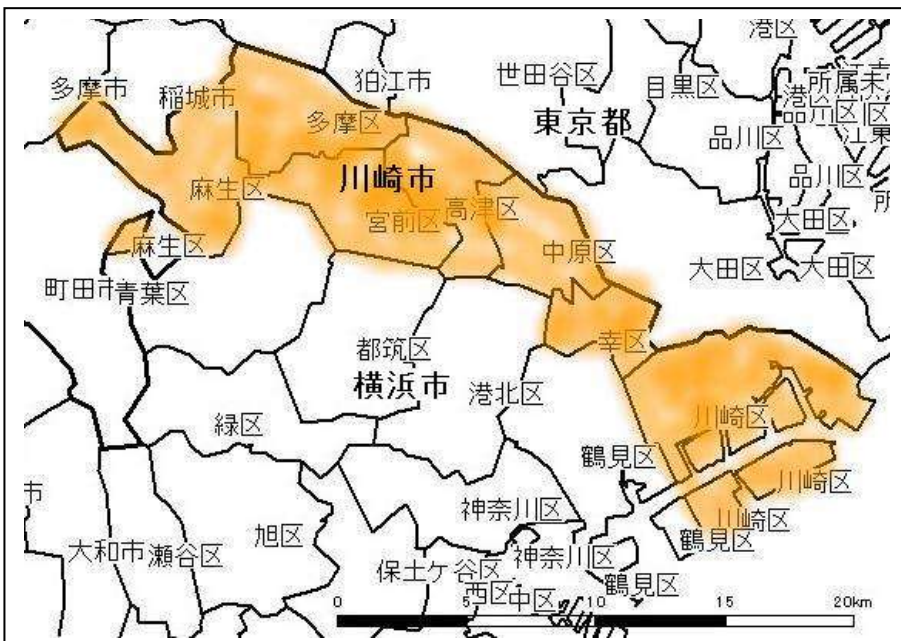 港区
狛江市
世田谷区
目黒区
所属未
多摩市
稲城市
多摩区
東京都
港
品川区
区
江東
品川区
川崎市
麻生区
高津区
宮前区
品川区
所
大田区
麻生区
中原区
大田区
大田区
町田市
青葉区
幸区
都筑区
横浜市
港北区
川崎区
緑区
鶴見区
川崎区
市
神奈川区
川崎区
鶴見区
大和市
瀬谷区
旭区
神奈川区
保土ケ谷区
鶴見区
西区
中区
0
5
10
15
20km